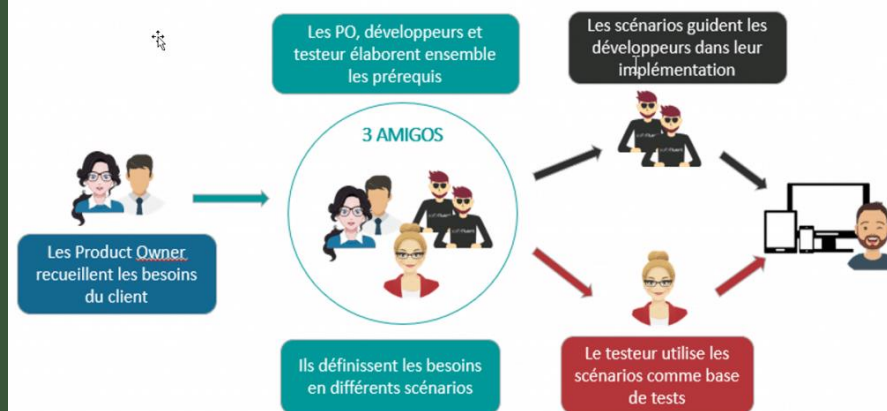 Les PO, développeurs et
testeur élaborent ensemble
les prérequis
Les scénarios guident les
développeurs dans leur
implémentation
3 AMIGOS
Les Product Owner
recueillent les besoins
du client
Ils définissent les besoins
en différents scénarios
Le testeur utilise les
scénarios comme base
de tests